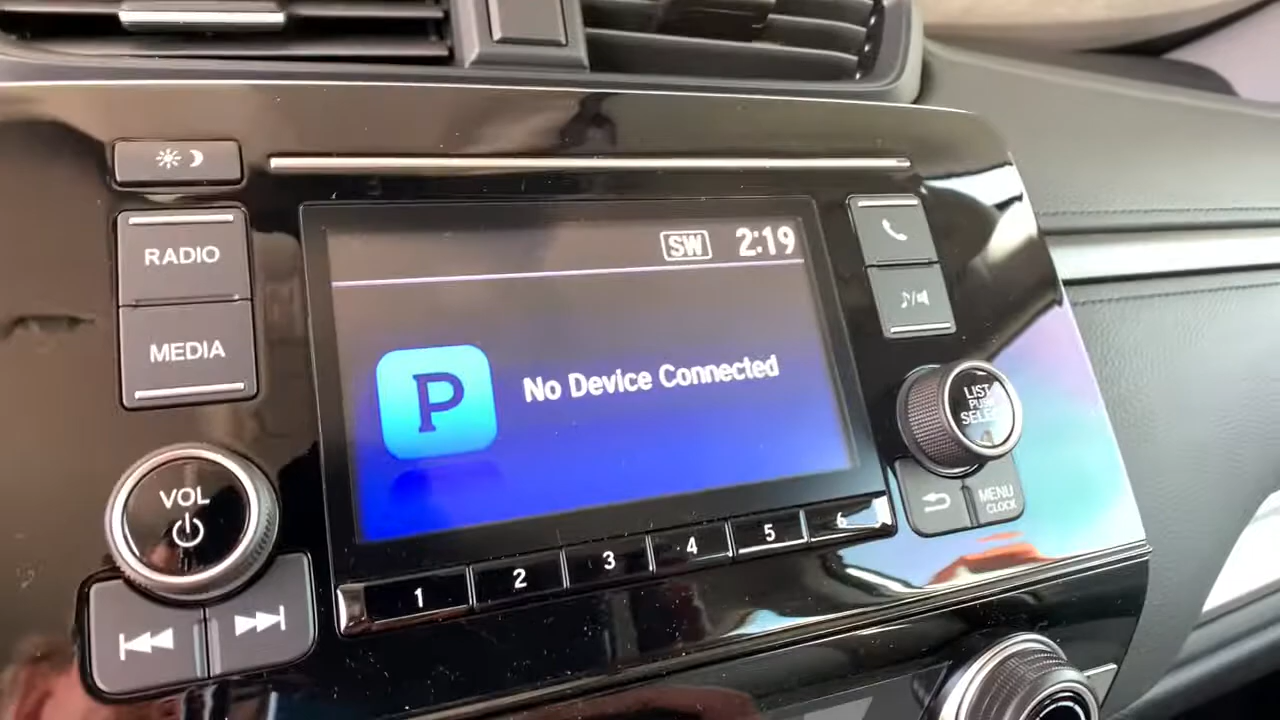 SW 2:19
RADIO
MEDIA
P
No Device Connected
LIST
PUSH
SELECT
VOL
MENU
CLOCK
1 2 3 4 5 6